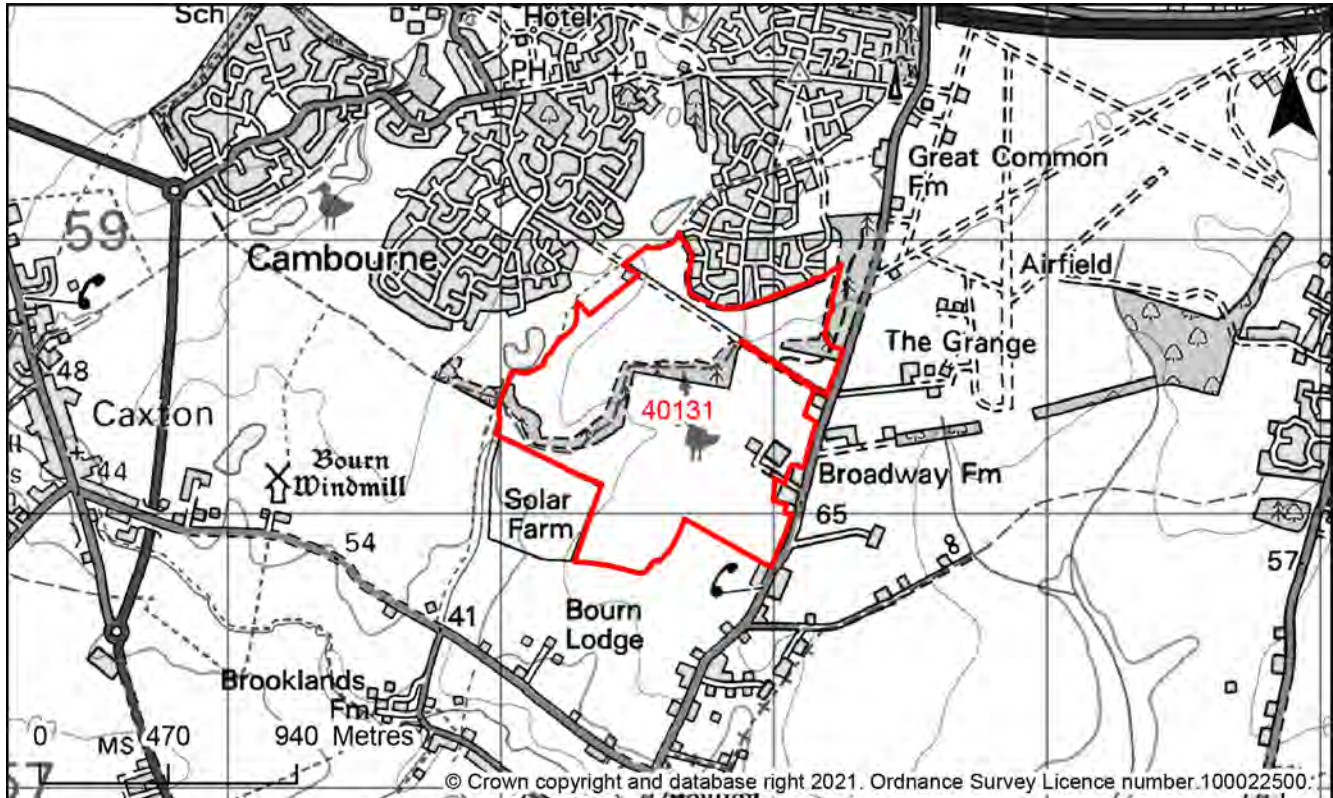 Sch
Hotel
PH
72
C
70
Great Common
Fm
59
Cambourne
Airfield
The Grange
48
40131
Caxton
44
Bourn
Windmill
Broadway Fm
Solar
Farm
65
54
8
57
41
Bourn
Lodge
Brooklands
Fm
MS
0 470 940 Metres
© Crown copyright and database right 2021. Ordnance Survey Licence number 100022500.